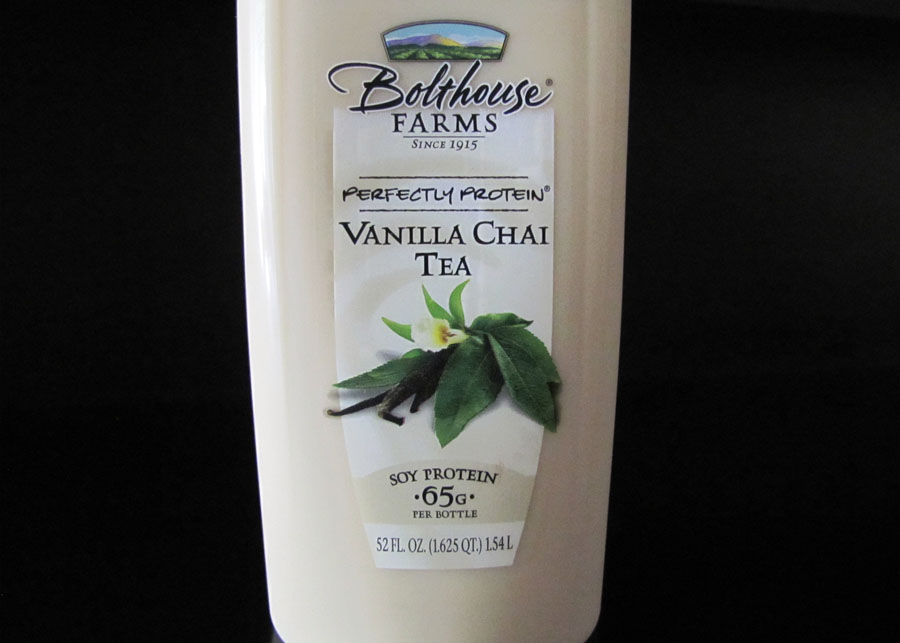 Bolthouse®
FARMS
SINCE 1915
PERFECTLY PROTEIN®
VANILLA CHAI
TEA
SOY PROTEIN
·65G·
PER BOTTLE
52 FL. OZ. (1.625 QT.) 1.54 L